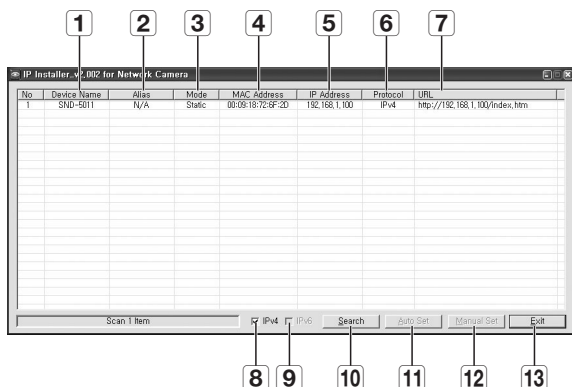 1 2 3 4 5 6 7
IP Installer_v2,002 for Network Camera
No Device Name Alias Mode MAC Address IP Address Protocol URL
1 SND-5011 N/A Static 00:09:18:72:6F:2D 192,168,1,100 IPv4 http://192,168,1,100/index,htm
Scan 1 Item IPv4 IPv6 Search Auto Set Manual Set Exit
8 9 10 11 12 13